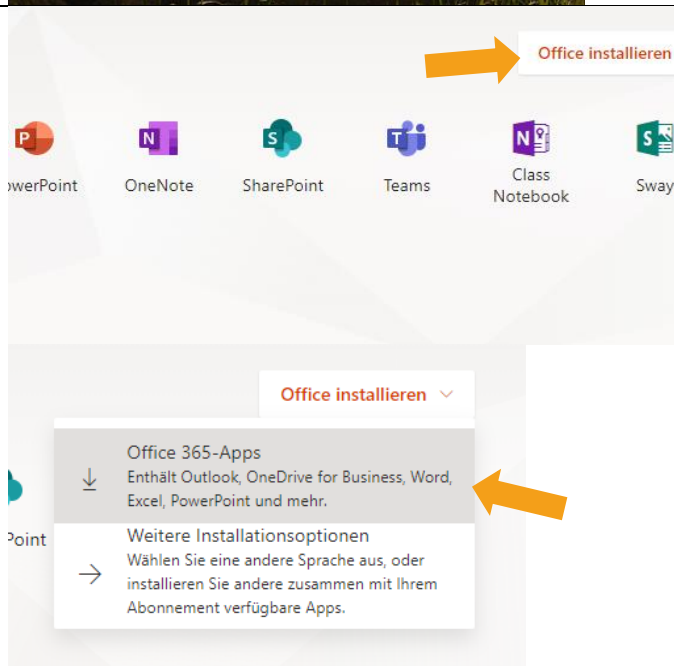 Office installieren
P
N
S
T
N
S
owerPoint
OneNote
SharePoint
Teams
Class
Notebook
Sway
Office installieren
Office 365-Apps
Enthält Outlook, OneDrive for Business, Word,
Excel, PowerPoint und mehr.
Point
Weitere Installationsoptionen
Wählen Sie eine andere Sprache aus, oder
installieren Sie andere zusammen mit Ihrem
Abonnement verfügbare Apps.